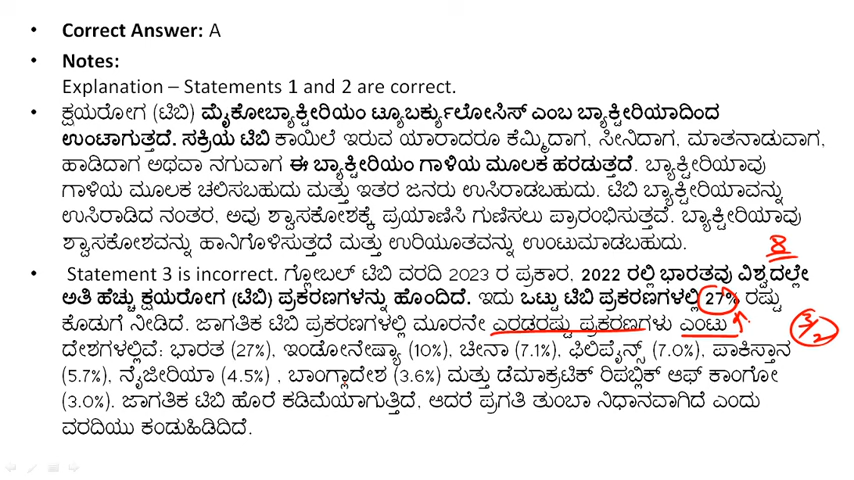 • Correct Answer: A
• Notes:
Explanation – Statements 1 and 2 are correct.
• ಕ್ಷಯರೋಗ (ಟಿಬಿ) ಮೈಕೋಬ್ಯಾಕ್ಟೀರಿಯಂ ಟ್ಯೂಬರ್ಕ್ಯುಲೋಸಿಸ್ ಎಂಬ ಬ್ಯಾಕ್ಟೀರಿಯಾದಿಂದ
ಉಂಟಾಗುತ್ತದೆ. ಸಕ್ರಿಯ ಟಿಬಿ ಕಾಯಿಲೆ ಇರುವ ಯಾರಾದರೂ ಕೆಮ್ಮಿದಾಗ, ಸೀನಿದಾಗ, ಮಾತನಾಡುವಾಗ,
ಹಾಡಿದಾಗ ಅಥವಾ ನಗುವಾಗ ಈ ಬ್ಯಾಕ್ಟೀರಿಯಂ ಗಾಳಿಯ ಮೂಲಕ ಹರಡುತ್ತದೆ. ಬ್ಯಾಕ್ಟೀರಿಯಾವು
ಗಾಳಿಯ ಮೂಲಕ ಚಲಿಸಬಹುದು ಮತ್ತು ಇತರ ಜನರು ಉಸಿರಾಡಬಹುದು. ಟಿಬಿ ಬ್ಯಾಕ್ಟೀರಿಯಾವನ್ನು
ಉಸಿರಾಡಿದ ನಂತರ, ಅವು ಶ್ವಾಸಕೋಶಕ್ಕೆ ಪ್ರಯಾಣಿಸಿ ಗುಣಿಸಲು ಪ್ರಾರಂಭಿಸುತ್ತವೆ. ಬ್ಯಾಕ್ಟೀರಿಯಾವು
ಶ್ವಾಸಕೋಶವನ್ನು ಹಾನಿಗೊಳಿಸುತ್ತದೆ ಮತ್ತು ಉರಿಯೂತವನ್ನು ಉಂಟುಮಾಡಬಹುದು.
8
• Statement 3 is incorrect. ಗ್ಲೋಬಲ್ ಟಿಬಿ ವರದಿ 2023 ರ ಪ್ರಕಾರ, 2022 ರಲ್ಲಿ ಭಾರತವು ವಿಶ್ವದಲ್ಲೇ
ಅತಿ ಹೆಚ್ಚು ಕ್ಷಯರೋಗ (ಟಿಬಿ) ಪ್ರಕರಣಗಳನ್ನು ಹೊಂದಿದೆ. ಇದು ಒಟ್ಟು ಟಿಬಿ ಪ್ರಕರಣಗಳಲ್ಲಿ 27% ರಷ್ಟು
ಕೊಡುಗೆ ನೀಡಿದೆ. ಜಾಗತಿಕ ಟಿಬಿ ಪ್ರಕರಣಗಳಲ್ಲಿ ಮೂರನೇ ಎರಡರಷ್ಟು ಪ್ರಕರಣಗಳು ಎಂಟು 3/2
ದೇಶಗಳಲ್ಲಿವೆ: ಭಾರತ (27%), ಇಂಡೋನೇಷ್ಯಾ (10%), ಚೀನಾ (7.1%), ಫಿಲಿಪೈನ್ಸ್ (7.0%), ಪಾಕಿಸ್ತಾನ
(5.7%), ನೈಜೀರಿಯಾ (4.5%) , ಬಾಂಗ್ಲಾದೇಶ (3.6%) ಮತ್ತು ಡೆಮಾಕ್ರಟಿಕ್ ರಿಪಬ್ಲಿಕ್ ಆಫ್ ಕಾಂಗೋ
(3.0%). ಜಾಗತಿಕ ಟಿಬಿ ಹೊರೆ ಕಡಿಮೆಯಾಗುತ್ತಿದೆ, ಆದರೆ ಪ್ರಗತಿ ತುಂಬಾ ನಿಧಾನವಾಗಿದೆ ಎಂದು
ವರದಿಯು ಕಂಡುಹಿಡಿದಿದೆ.